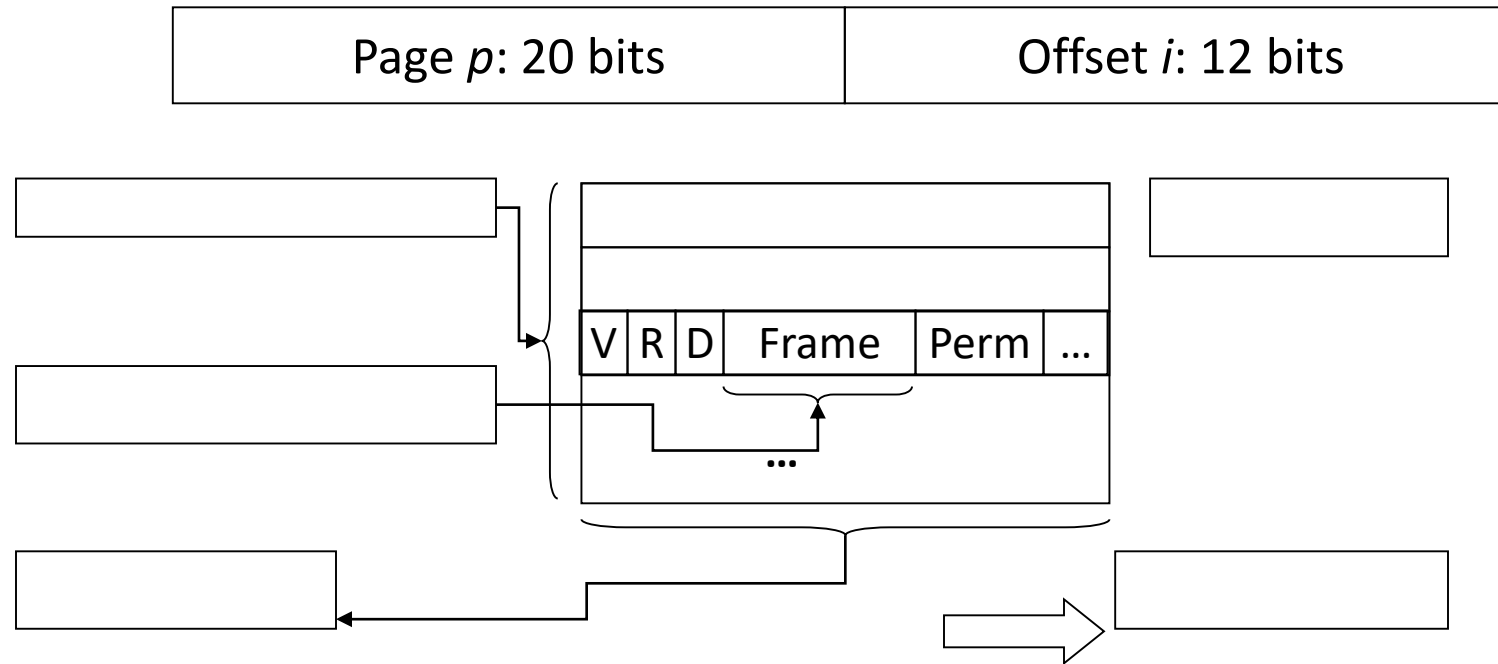 Page p: 20 bits Offset i: 12 bits
V R D Frame Perm ...
...